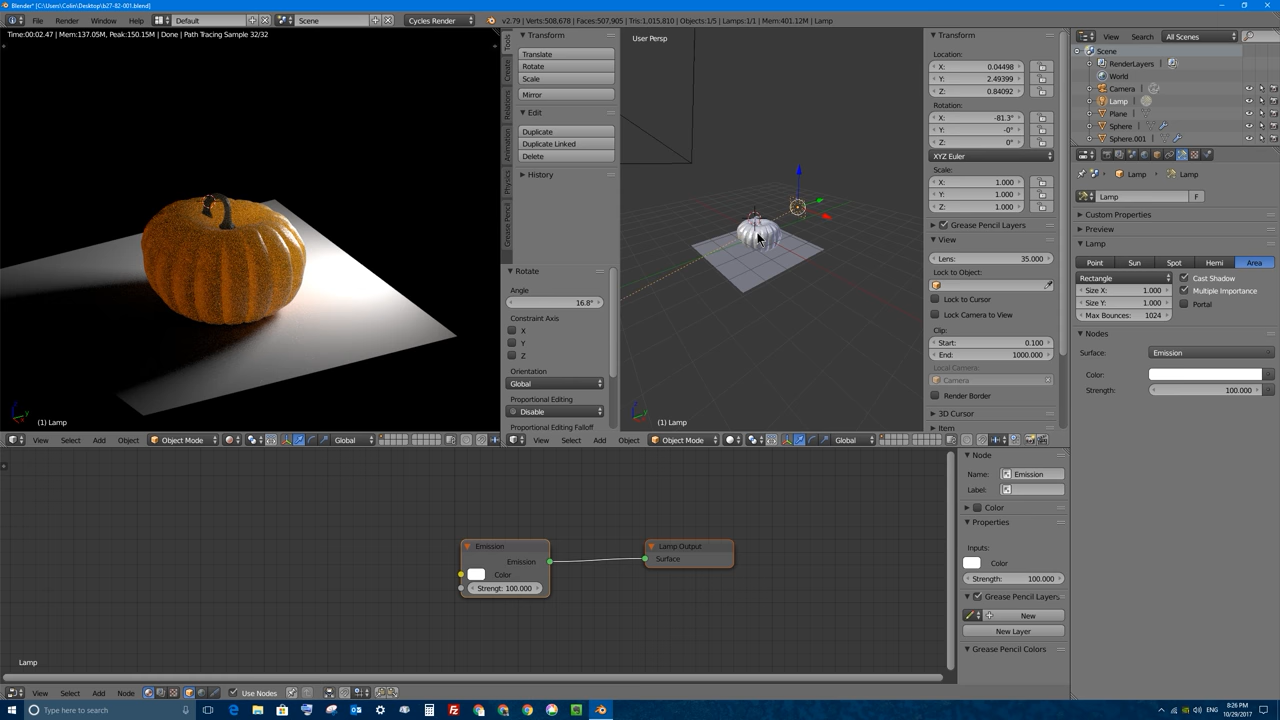 Blender* [C:\Users\Colin\Desktop\b27-82-001.blend]
File Render Window Help Default Scene Cycles Render v2.79 | Verts:508,678 | Faces:507,905 | Tris:1,015,810 | Objects:1/5 | Lamps:1/1 | Mem:401.12M | Lamp
Time:00:02.47 | Mem:137.05M, Peak:150.15M | Done | Path Tracing Sample 32/32
(1) Lamp
View Select Add Object Object Mode Global
Tools
Create
Relations
Animation
Physics
Grease Pencil
Transform
Translate
Rotate
Scale
Mirror
Edit
Duplicate
Duplicate Linked
Delete
History
Rotate
Angle
16.8°
Constraint Axis
X
Y
Z
Orientation
Global
Proportional Editing
Disable
Proportional Editing Falloff
User Persp
(1) Lamp
View Select Add Object Object Mode Global
Transform
Location:
X: 0.04498
Y: 2.49399
Z: 0.84092
Rotation:
X: -81.3°
Y: -0°
Z: 0°
XYZ Euler
Scale:
X: 1.000
Y: 1.000
Z: 1.000
Grease Pencil Layers
View
Lens: 35.000
Lock to Object:
Lock to Cursor
Lock Camera to View
Clip:
Start: 0.100
End: 1000.000
Local Camera:
Camera
Render Border
3D Cursor
Item
View Search All Scenes
Scene
RenderLayers
World
Camera
Lamp
Plane
Sphere
Sphere.001
Lamp Lamp
Lamp F
Custom Properties
Preview
Lamp
Point Sun Spot Hemi Area
Rectangle Cast Shadow
Size X: 1.000 Multiple Importance
Size Y: 1.000 Portal
Max Bounces: 1024
Nodes
Surface: Emission
Color:
Strength: 100.000
Emission
Emission
Color
Strengt: 100.000
Lamp Output
Surface
Lamp
View Select Add Node Use Nodes
Node
Name: Emission
Label:
Color
Properties
Inputs:
Color
Strength: 100.000
Grease Pencil Layers
New
New Layer
Grease Pencil Colors
Type here to search
ENG
8:26 PM
10/29/2017